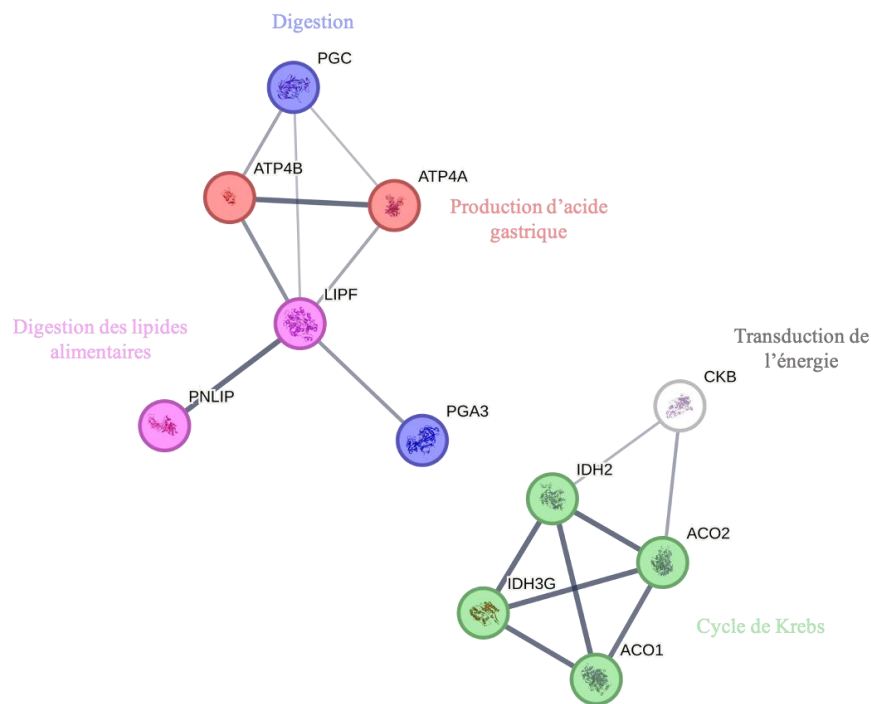 Digestion
PGC
ATP4B
ATP4A
Production d’acide
gastrique
LIPF
Digestion des lipides
alimentaires
Transduction de
l’énergie
CKB
PNLIP
PGA3
IDH2
ACO2
IDH3G
Cycle de Krebs
ACO1